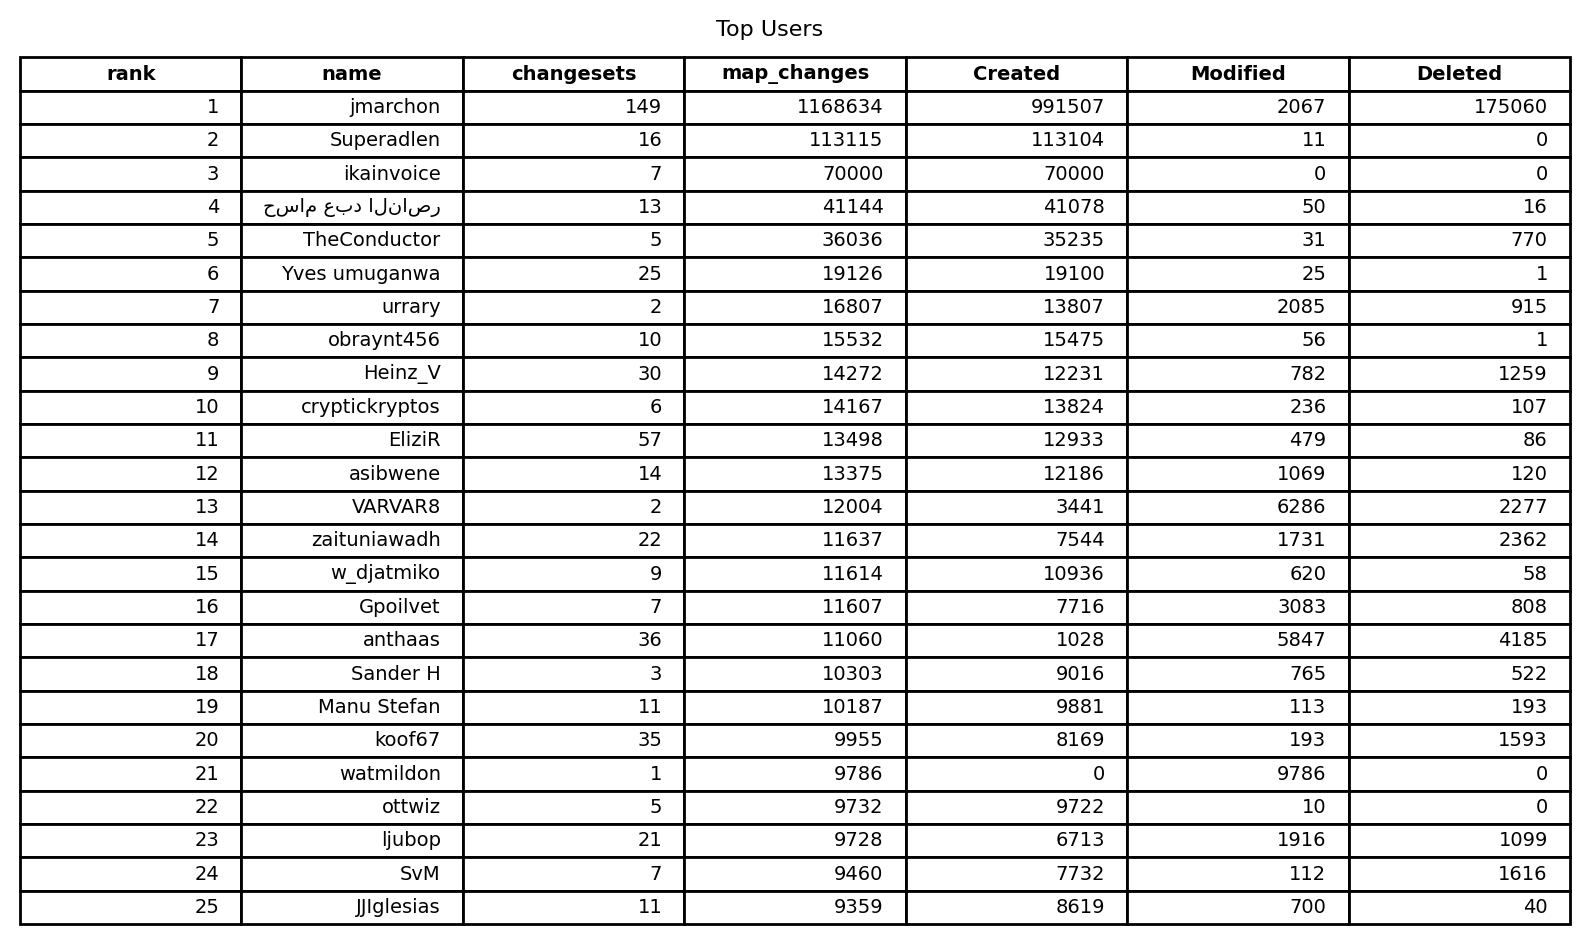 Top Users
rank name changesets map_changes Created Modified Deleted
1 jmarchon 149 1168634 991507 2067 175060
2 Superadlen 16 113115 113104 11 0
3 ikainvoice 7 70000 70000 0 0
4 حسام عبد الناصر 13 41144 41078 50 16
5 TheConductor 5 36036 35235 31 770
6 Yves umuganwa 25 19126 19100 25 1
7 urrary 2 16807 13807 2085 915
8 obraynt456 10 15532 15475 56 1
9 Heinz_V 30 14272 12231 782 1259
10 cryptickryptos 6 14167 13824 236 107
11 EliziR 57 13498 12933 479 86
12 asibwene 14 13375 12186 1069 120
13 VARVAR8 2 12004 3441 6286 2277
14 zaituniawadh 22 11637 7544 1731 2362
15 w_djatmiko 9 11614 10936 620 58
16 Gpoilvet 7 11607 7716 3083 808
17 anthaas 36 11060 1028 5847 4185
18 Sander H 3 10303 9016 765 522
19 Manu Stefan 11 10187 9881 113 193
20 koof67 35 9955 8169 193 1593
21 watmildon 1 9786 0 9786 0
22 ottwiz 5 9732 9722 10 0
23 ljubop 21 9728 6713 1916 1099
24 SvM 7 9460 7732 112 1616
25 JJIglesias 11 9359 8619 700 40